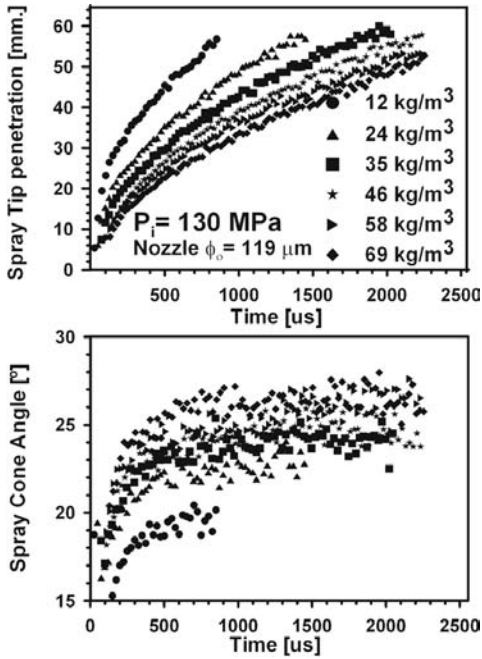 Spray Tip penetration [mm.]
60
50
40
30
20
10
0
12 kg/m³
24 kg/m³
35 kg/m³
46 kg/m³
58 kg/m³
69 kg/m³
Pi= 130 MPa
Nozzle ϕo= 119 μm
500 1000 1500 2000 2500
Time [us]
Spray Cone Angle [º]
30
25
20
15
0 500 1000 1500 2000 2500
Time [us]